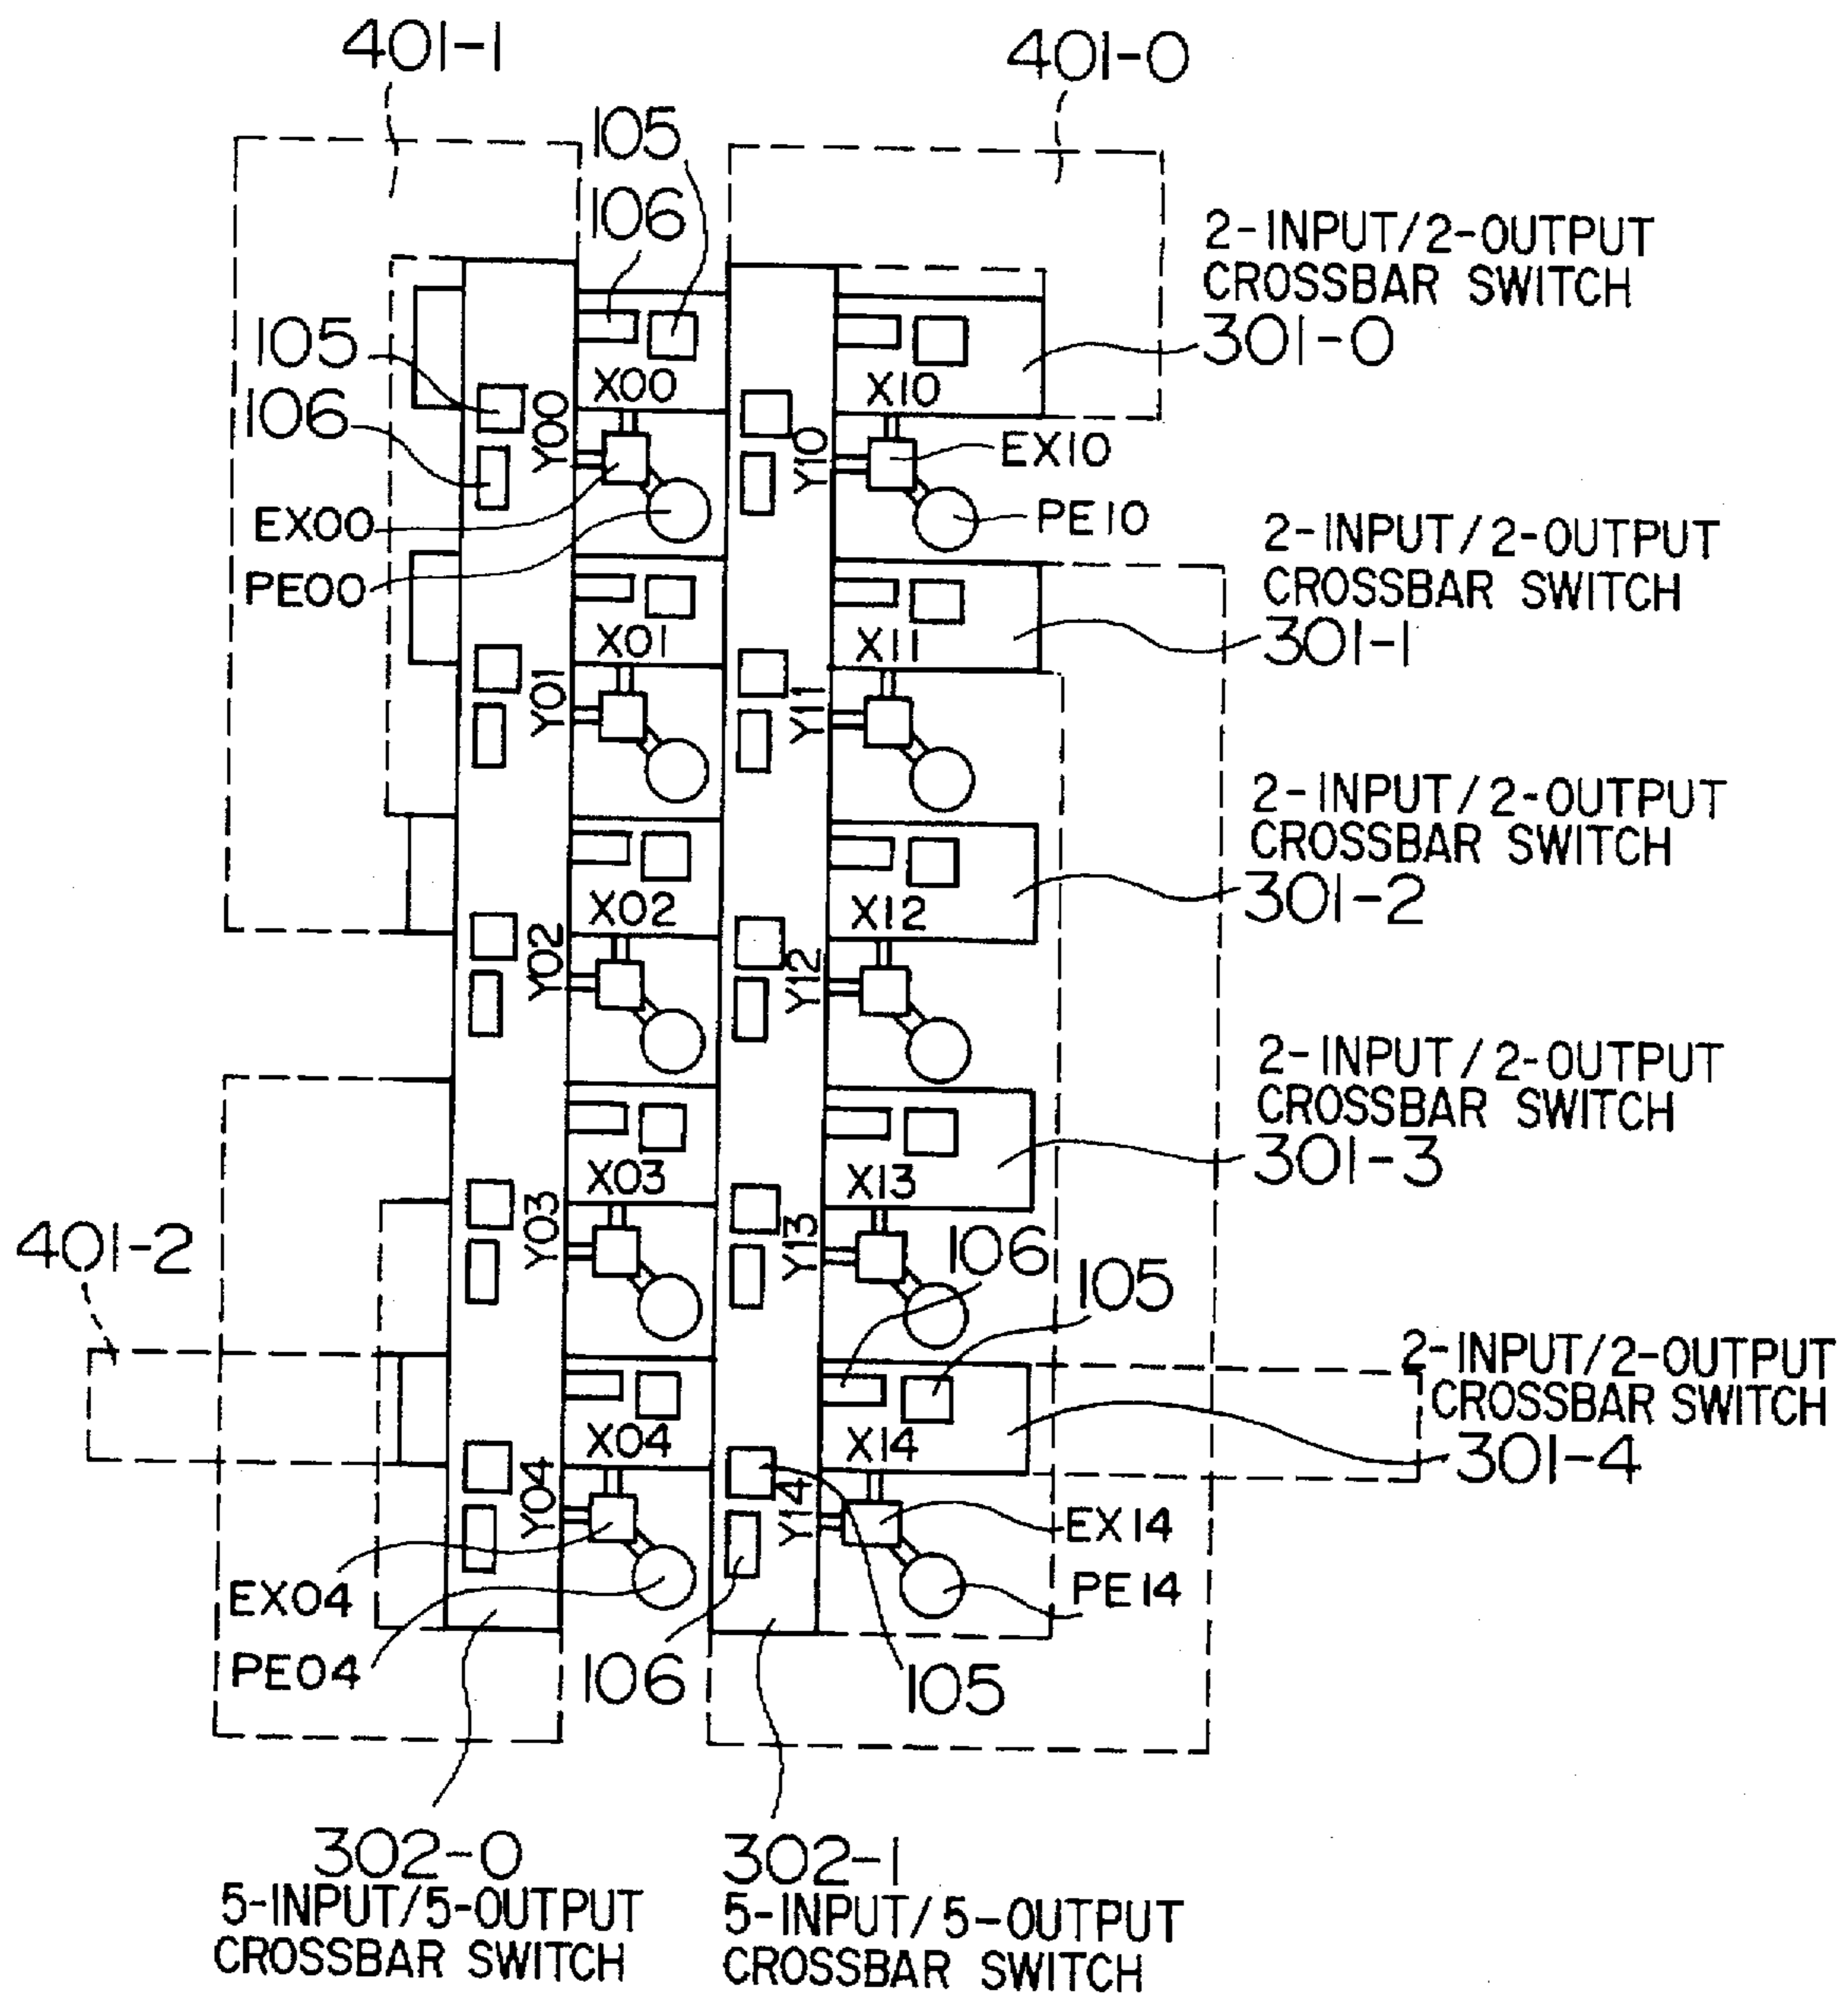 401-1
401-0
105
106
2-INPUT/2-OUTPUT
CROSSBAR SWITCH
301-0
105
106
X00
X10
Y00
Y10
EX10
EX00
PE10
PE00
2-INPUT/2-OUTPUT
CROSSBAR SWITCH
301-1
X01
X11
Y01
Y11
2-INPUT/2-OUTPUT
CROSSBAR SWITCH
301-2
X02
X12
Y02
Y12
2-INPUT/2-OUTPUT
CROSSBAR SWITCH
301-3
X03
X13
Y03
Y13
401-2
106
105
2-INPUT/2-OUTPUT
CROSSBAR SWITCH
301-4
X04
X14
Y04
Y14
EX14
EX04
PE14
PE04
106
105
302-0
5-INPUT/5-OUTPUT
CROSSBAR SWITCH
302-1
5-INPUT/5-OUTPUT
CROSSBAR SWITCH